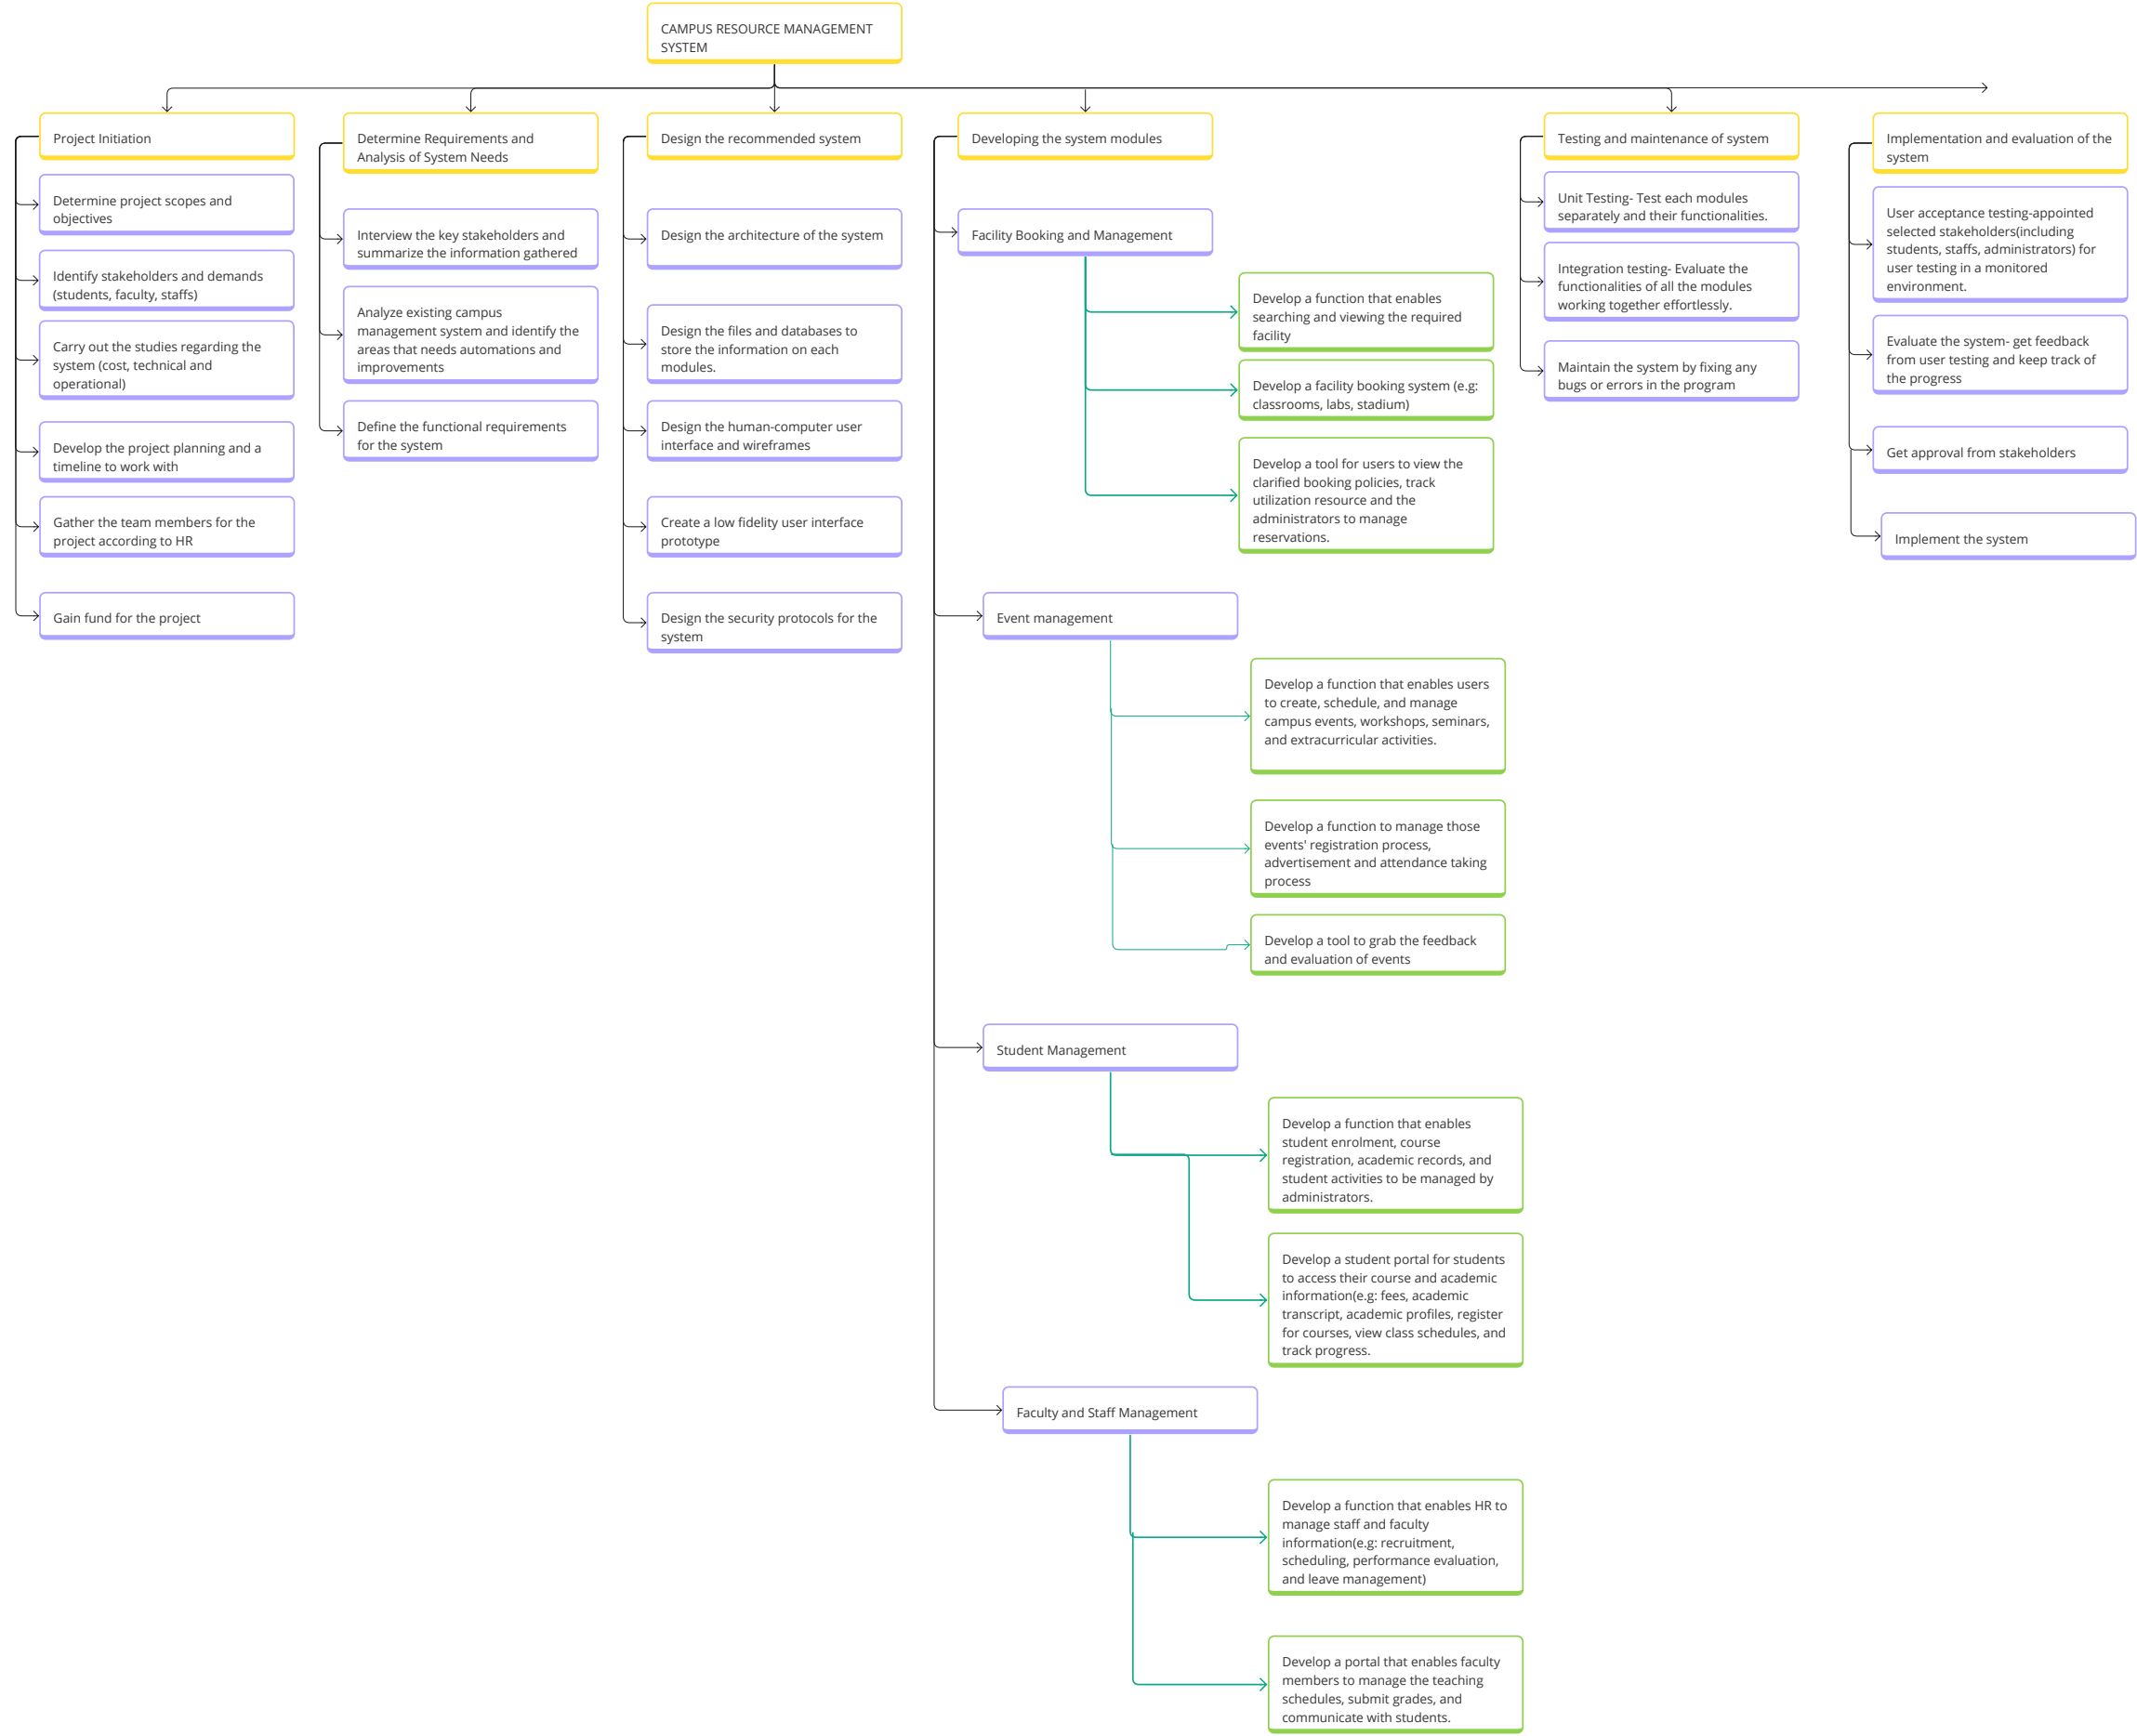 CAMPUS RESOURCE MANAGEMENT
SYSTEM
Project Initiation
Determine project scopes and
objectives
Identify stakeholders and demands
(students, faculty, staffs)
Carry out the studies regarding the
system (cost, technical and
operational)
Develop the project planning and a
timeline to work with
Gather the team members for the
project according to HR
Gain fund for the project
Determine Requirements and
Analysis of System Needs
Interview the key stakeholders and
summarize the information gathered
Analyze existing campus
management system and identify the
areas that needs automations and
improvements
Define the functional requirements
for the system
Design the recommended system
Design the architecture of the system
Design the files and databases to
store the information on each
modules.
Design the human-computer user
interface and wireframes
Create a low fidelity user interface
prototype
Design the security protocols for the
system
Developing the system modules
Facility Booking and Management
Develop a function that enables
searching and viewing the required
facility
Develop a facility booking system (e.g:
classrooms, labs, stadium)
Develop a tool for users to view the
clarified booking policies, track
utilization resource and the
administrators to manage
reservations.
Event management
Develop a function that enables users
to create, schedule, and manage
campus events, workshops, seminars,
and extracurricular activities.
Develop a function to manage those
events' registration process,
advertisement and attendance taking
process
Develop a tool to grab the feedback
and evaluation of events
Student Management
Develop a function that enables
student enrolment, course
registration, academic records, and
student activities to be managed by
administrators.
Develop a student portal for students
to access their course and academic
information(e.g: fees, academic
transcript, academic profiles, register
for courses, view class schedules, and
track progress.
Faculty and Staff Management
Develop a function that enables HR to
manage staff and faculty
information(e.g: recruitment,
scheduling, performance evaluation,
and leave management)
Develop a portal that enables faculty
members to manage the teaching
schedules, submit grades, and
communicate with students.
Testing and maintenance of system
Unit Testing- Test each modules
separately and their functionalities.
Integration testing- Evaluate the
functionalities of all the modules
working together effortlessly.
Maintain the system by fixing any
bugs or errors in the program
Implementation and evaluation of the
system
User acceptance testing-appointed
selected stakeholders(including
students, staffs, administrators) for
user testing in a monitored
environment.
Evaluate the system- get feedback
from user testing and keep track of
the progress
Get approval from stakeholders
Implement the system